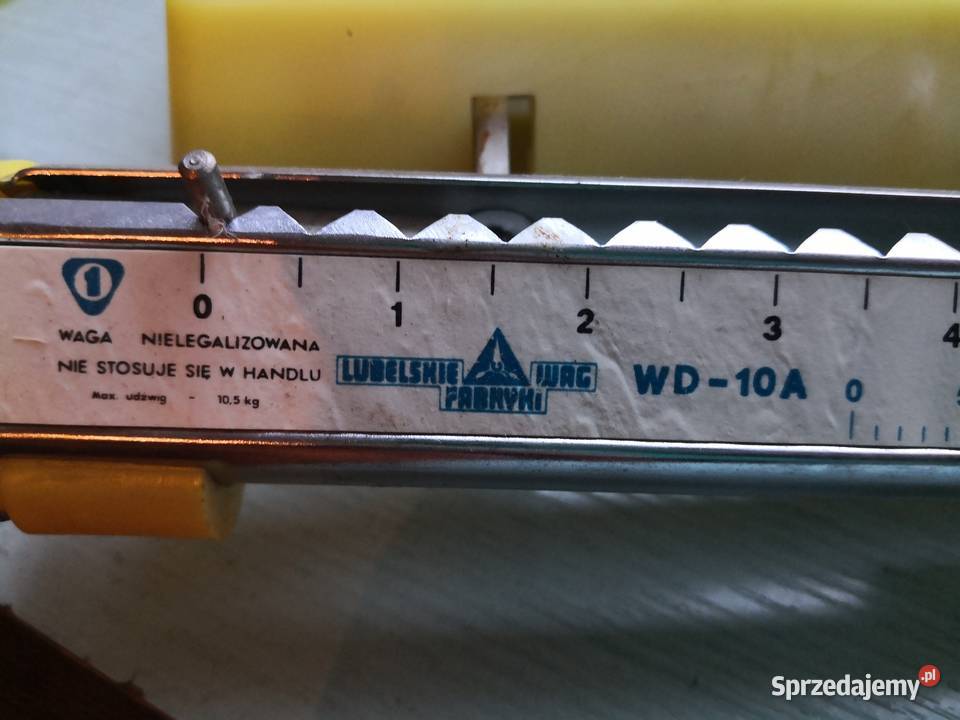 1
0
1
2
3
4
WAGA NIELEGALIZOWANA
NIE STOSUJE SIĘ W HANDLU
Max. udźwig - 10,5 kg
LUBELSKIE WAG
FABRYKI
WD-10A
0
Sprzedajemy.pl